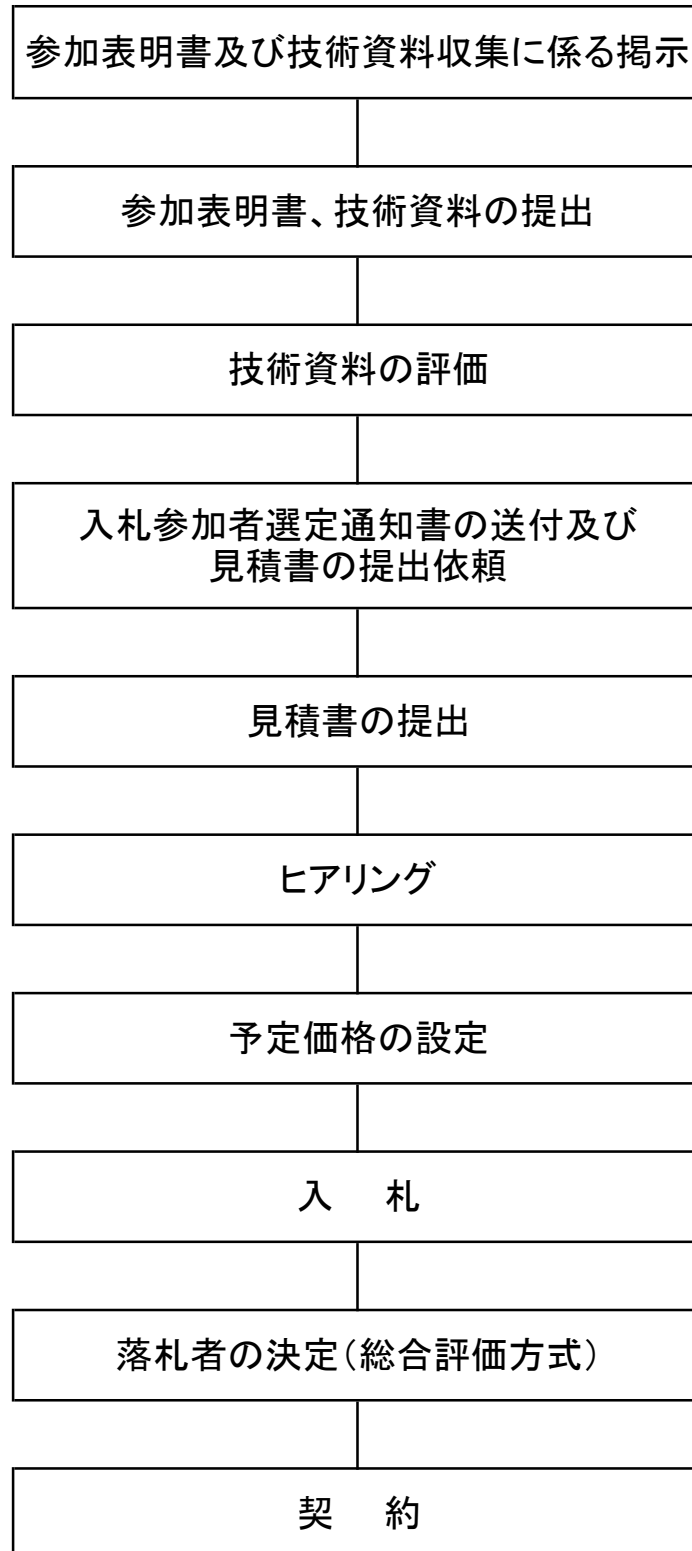 参加表明書及び技術資料収集に係る掲示
参加表明書、技術資料の提出
技術資料の評価
入札参加者選定通知書の送付及び
見積書の提出依頼
見積書の提出
ヒアリング
予定価格の設定
入　札
落札者の決定（総合評価方式）
契　約